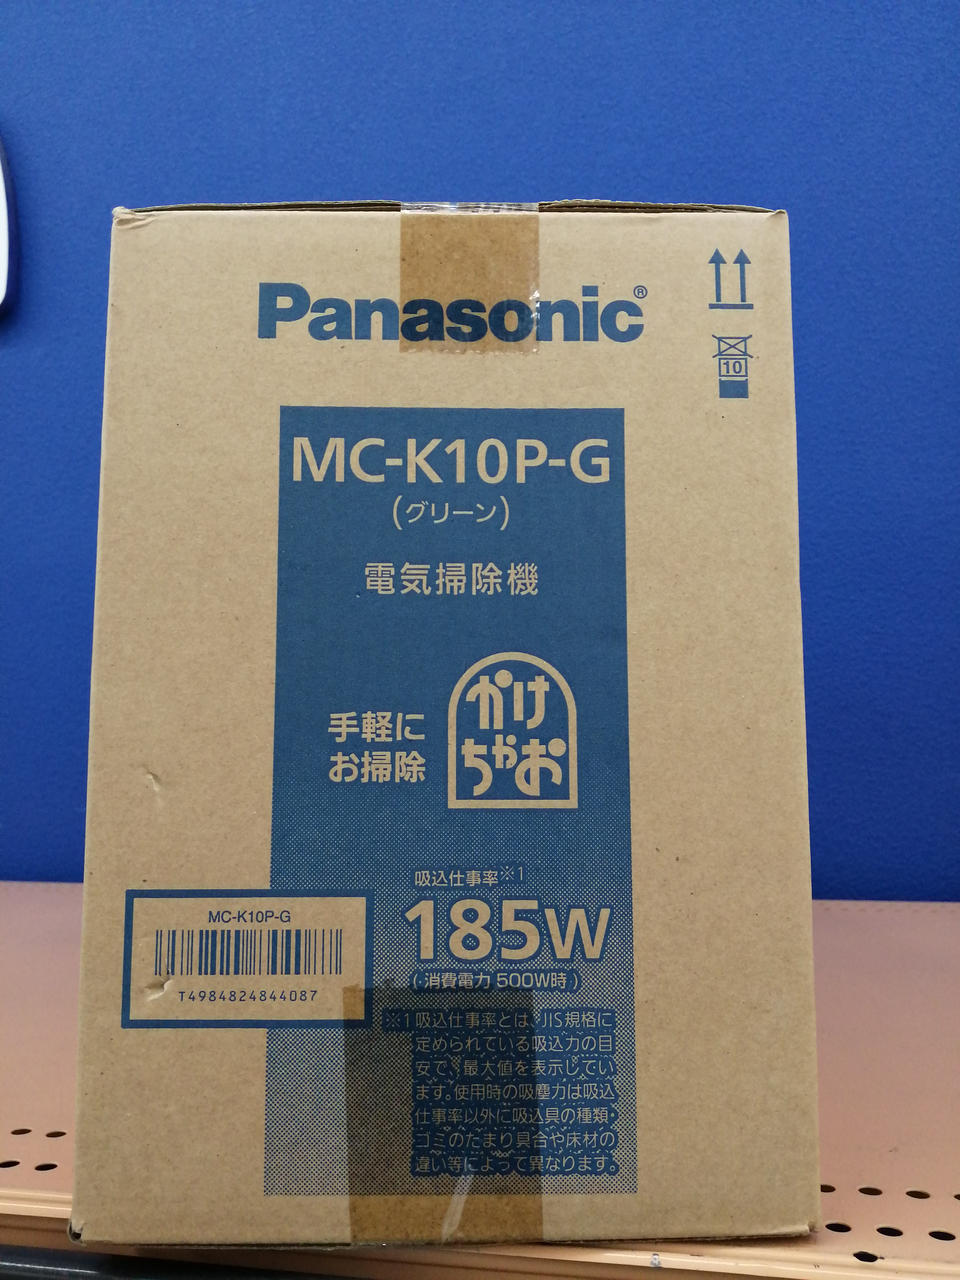 Panasonic®
10
MC-K10P-G
(グリーン)
電気掃除機
手軽に
お掃除
かけ
ちゃお
吸込仕事率※1
185W
(消費電力 500W時)
※1吸込仕事率とは、JIS規格に
定められている吸込力の目
安で、最大値を表示してい
ます。使用時の吸塵力は吸込
仕事率以外に吸込具の種類・
ゴミのたまり具合や床材の
違い等によって異なります。
MC-K10P-G
T4984824844087